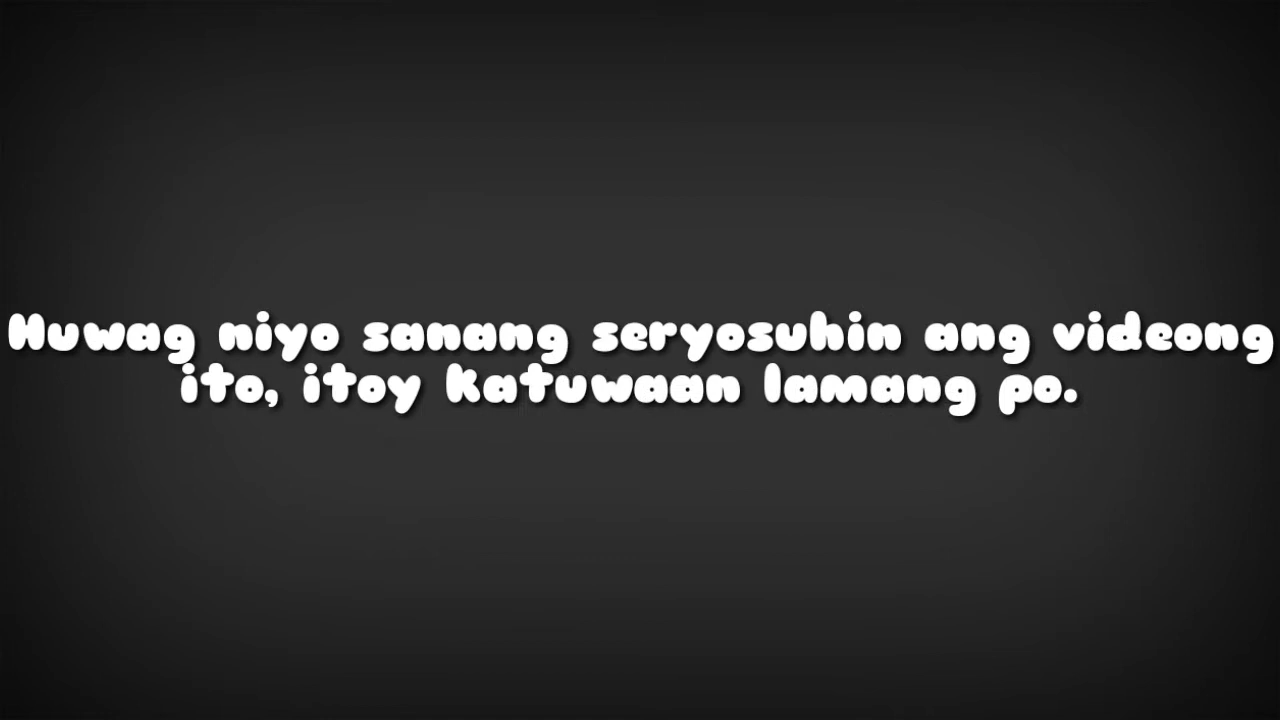 Huwag niyo sanang seryosuhin ang videong
ito, itoy katuwaan lamang po.